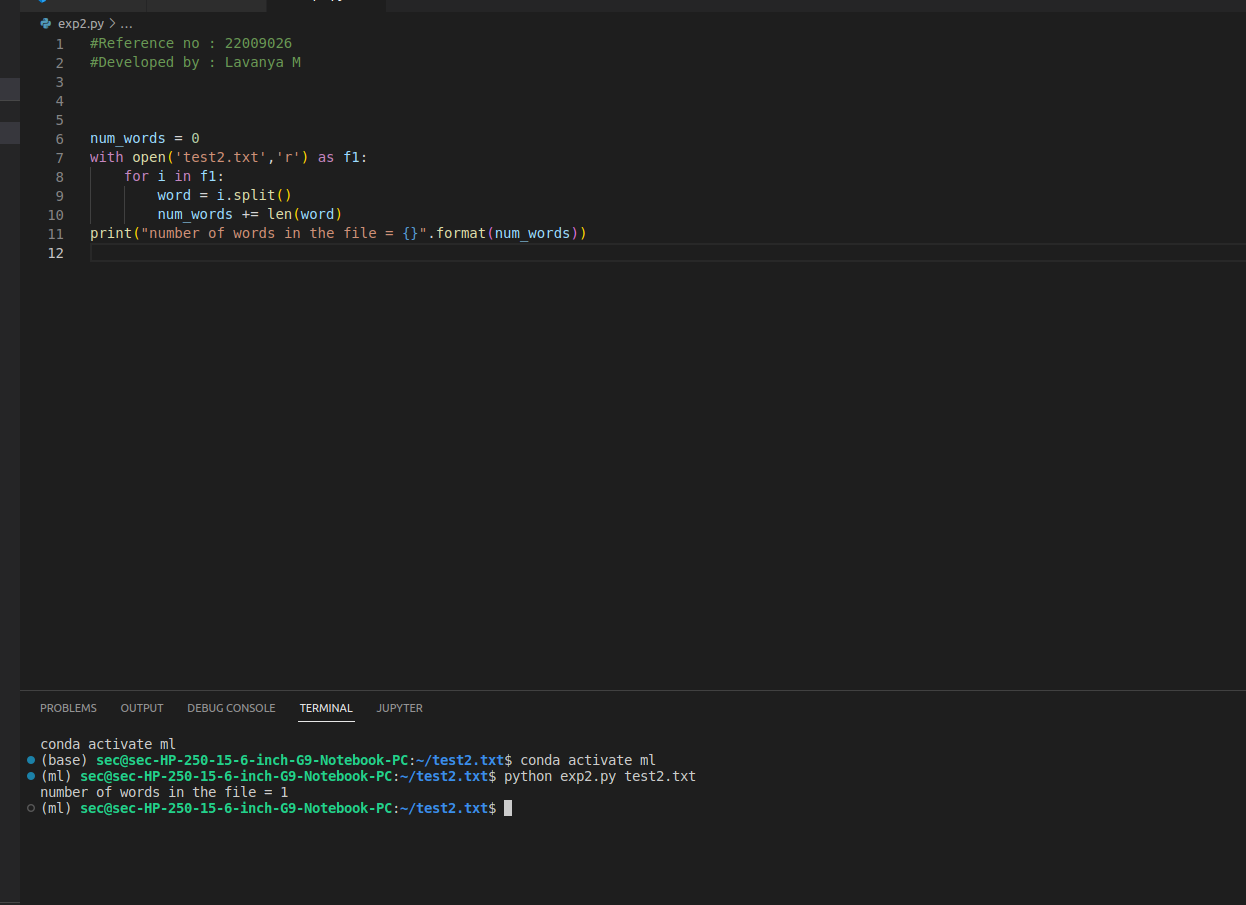 exp2.py > ...
1 #Reference no : 22009026
2 #Developed by : Lavanya M
3
4
5
6 num_words = 0
7 with open('test2.txt','r') as f1:
8 for i in f1:
9 word = i.split()
10 num_words += len(word)
11 print("number of words in the file = {}".format(num_words))
12
PROBLEMS OUTPUT DEBUG CONSOLE TERMINAL JUPYTER
conda activate ml
(base) sec@sec-HP-250-15-6-inch-G9-Notebook-PC:~/test2.txt$ conda activate ml
(ml) sec@sec-HP-250-15-6-inch-G9-Notebook-PC:~/test2.txt$ python exp2.py test2.txt
number of words in the file = 1
(ml) sec@sec-HP-250-15-6-inch-G9-Notebook-PC:~/test2.txt$